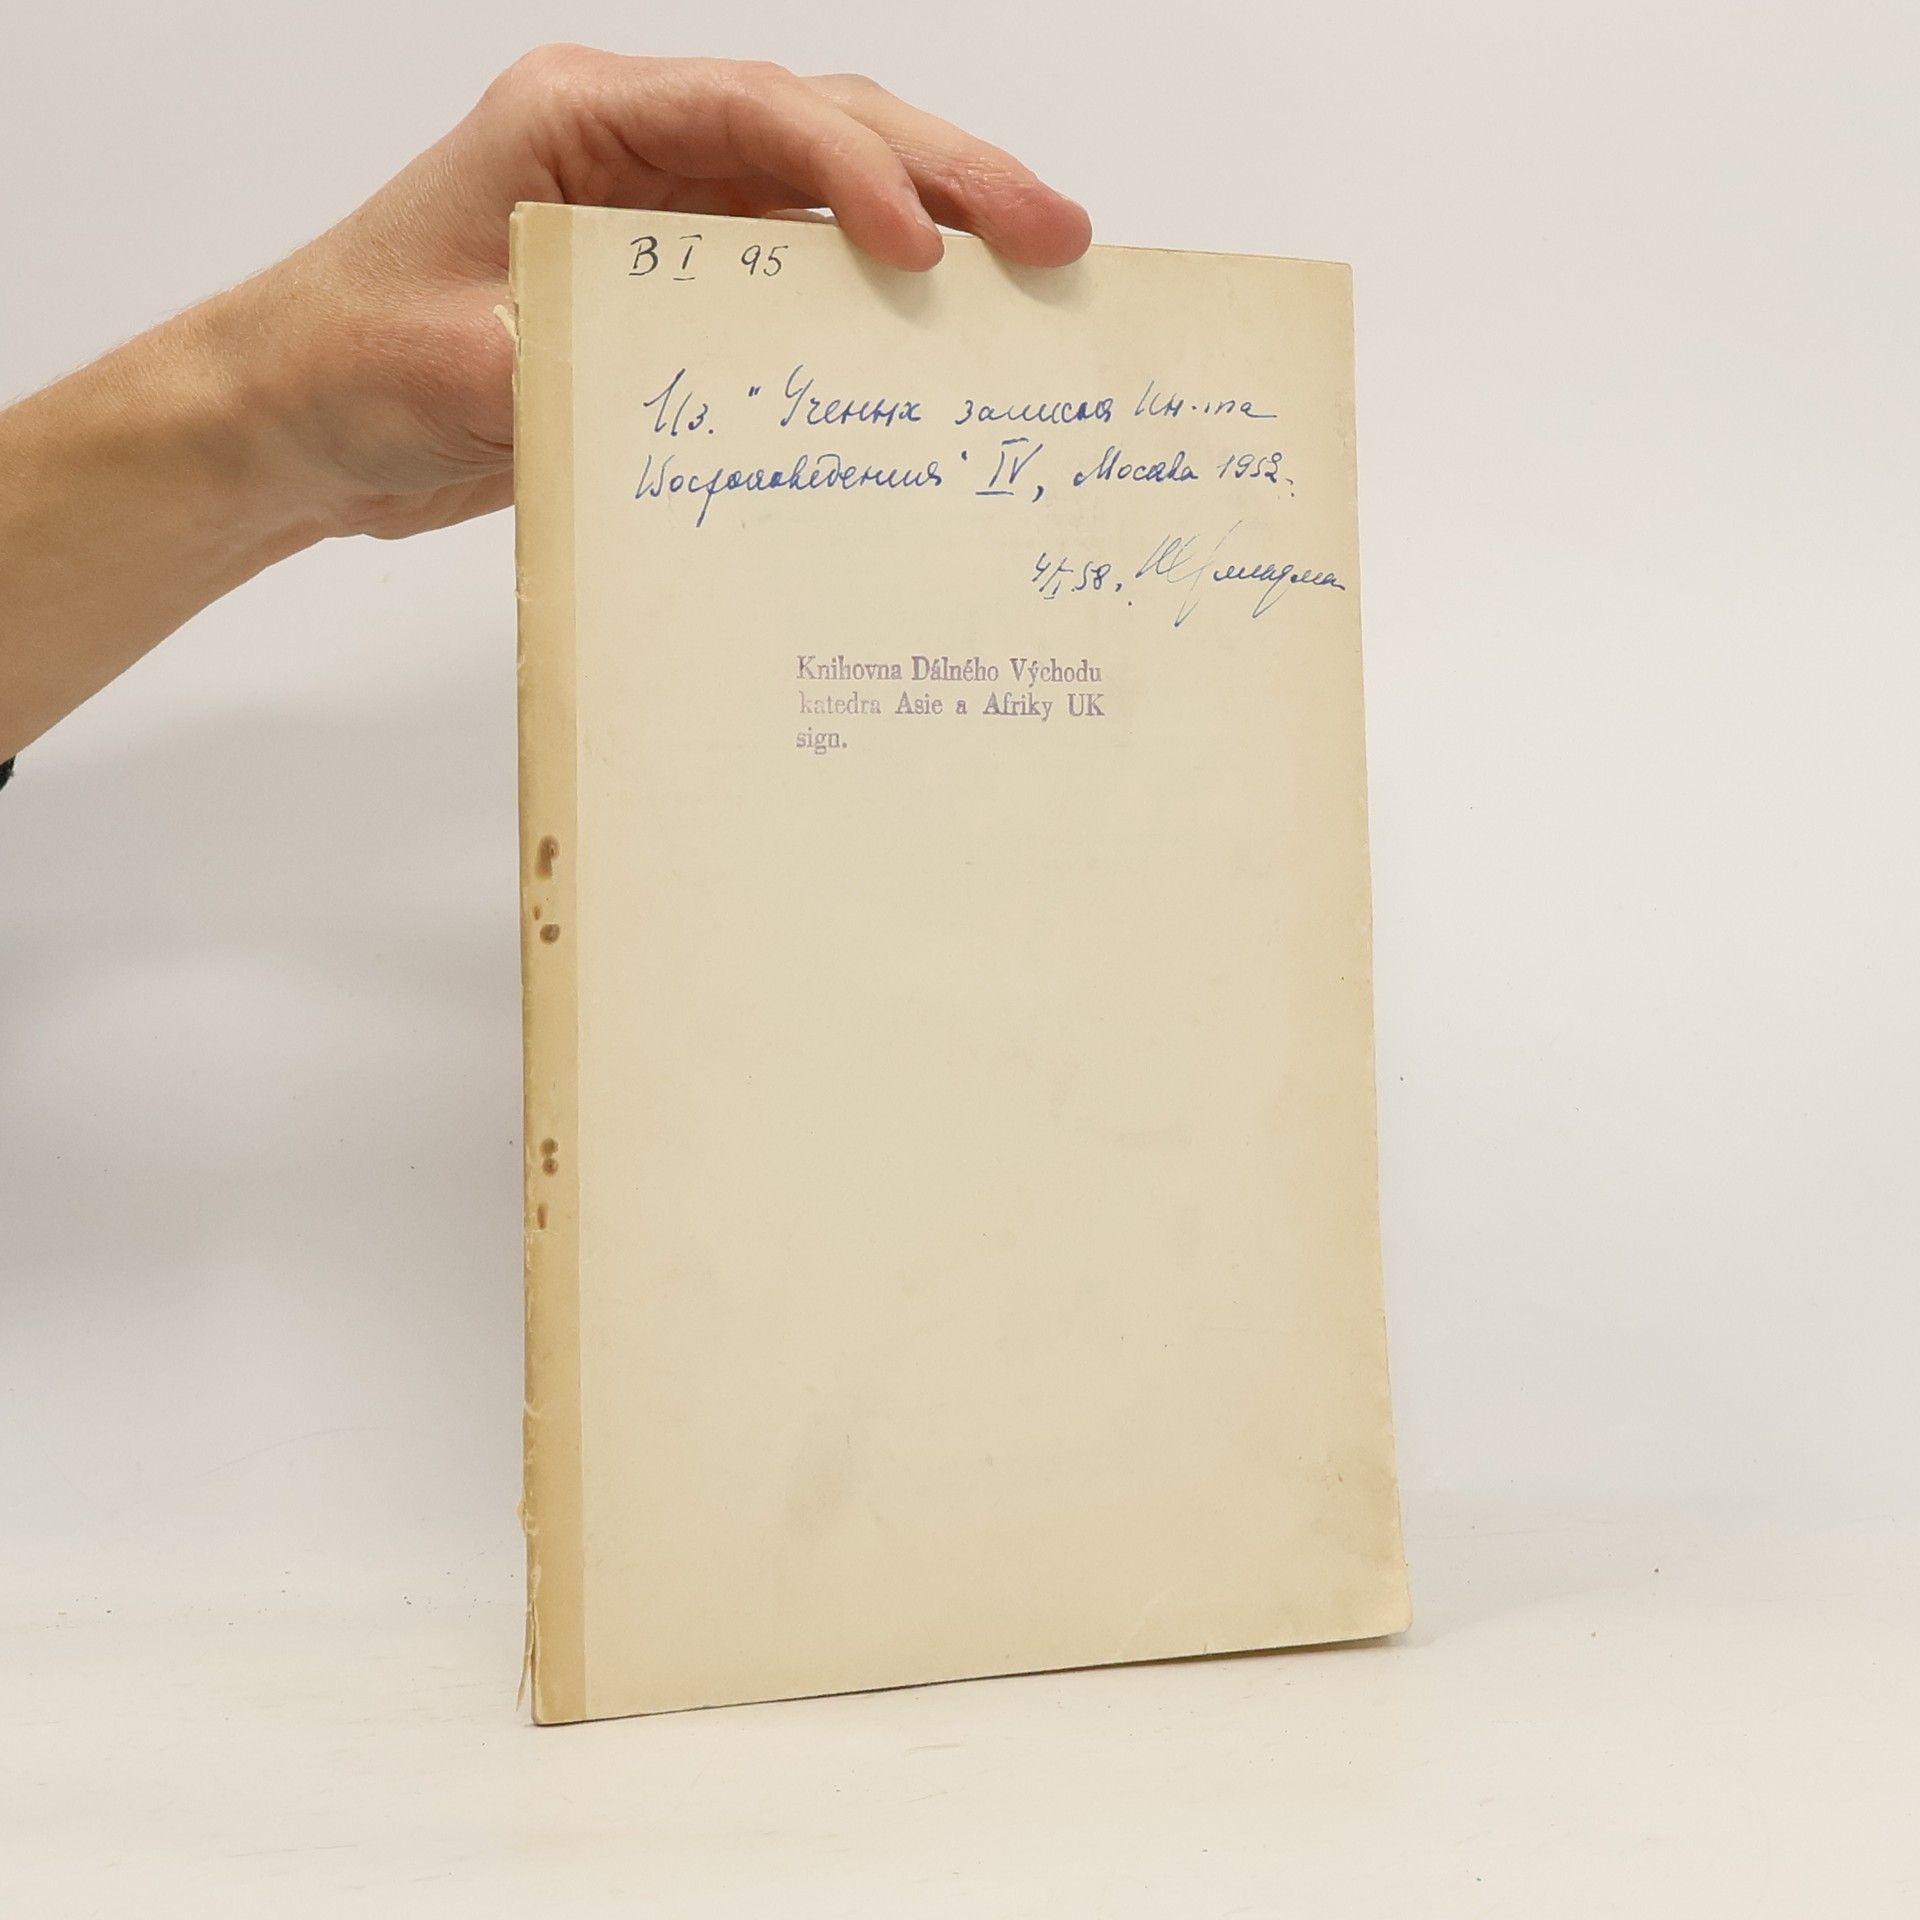 B I 95
Из. "Ученых записок Ин-та
Востоковедения" IV, Москва 1952.
4/I 58.
Knihovna Dálného Východu
katedra Asie a Afriky UK
sign.